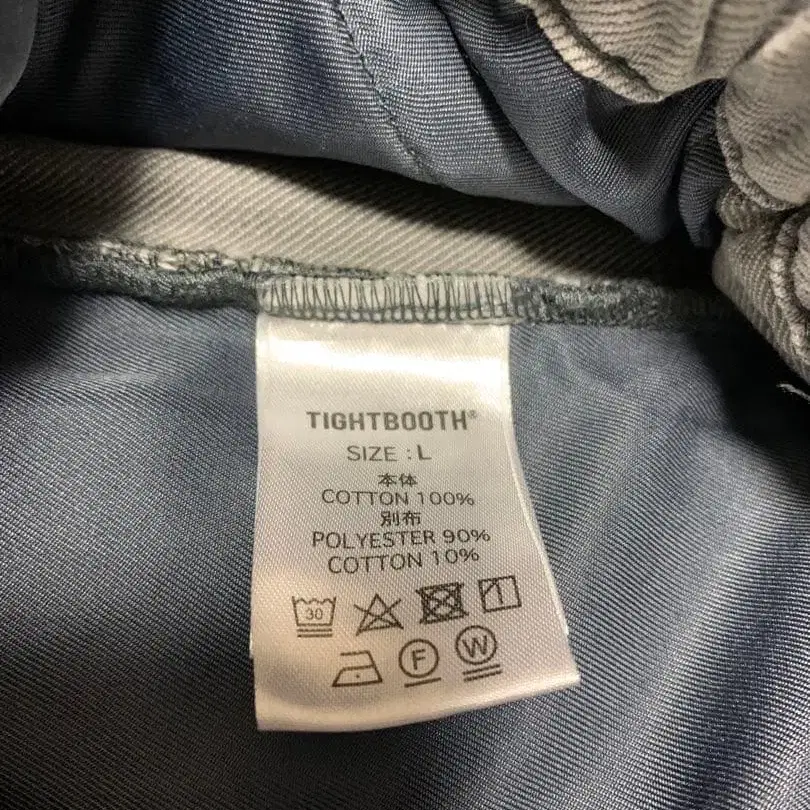 TIGHTBOOTH®
SIZE : L
本体
COTTON 100%
別布
POLYESTER 90%
COTTON 10%
30
F W